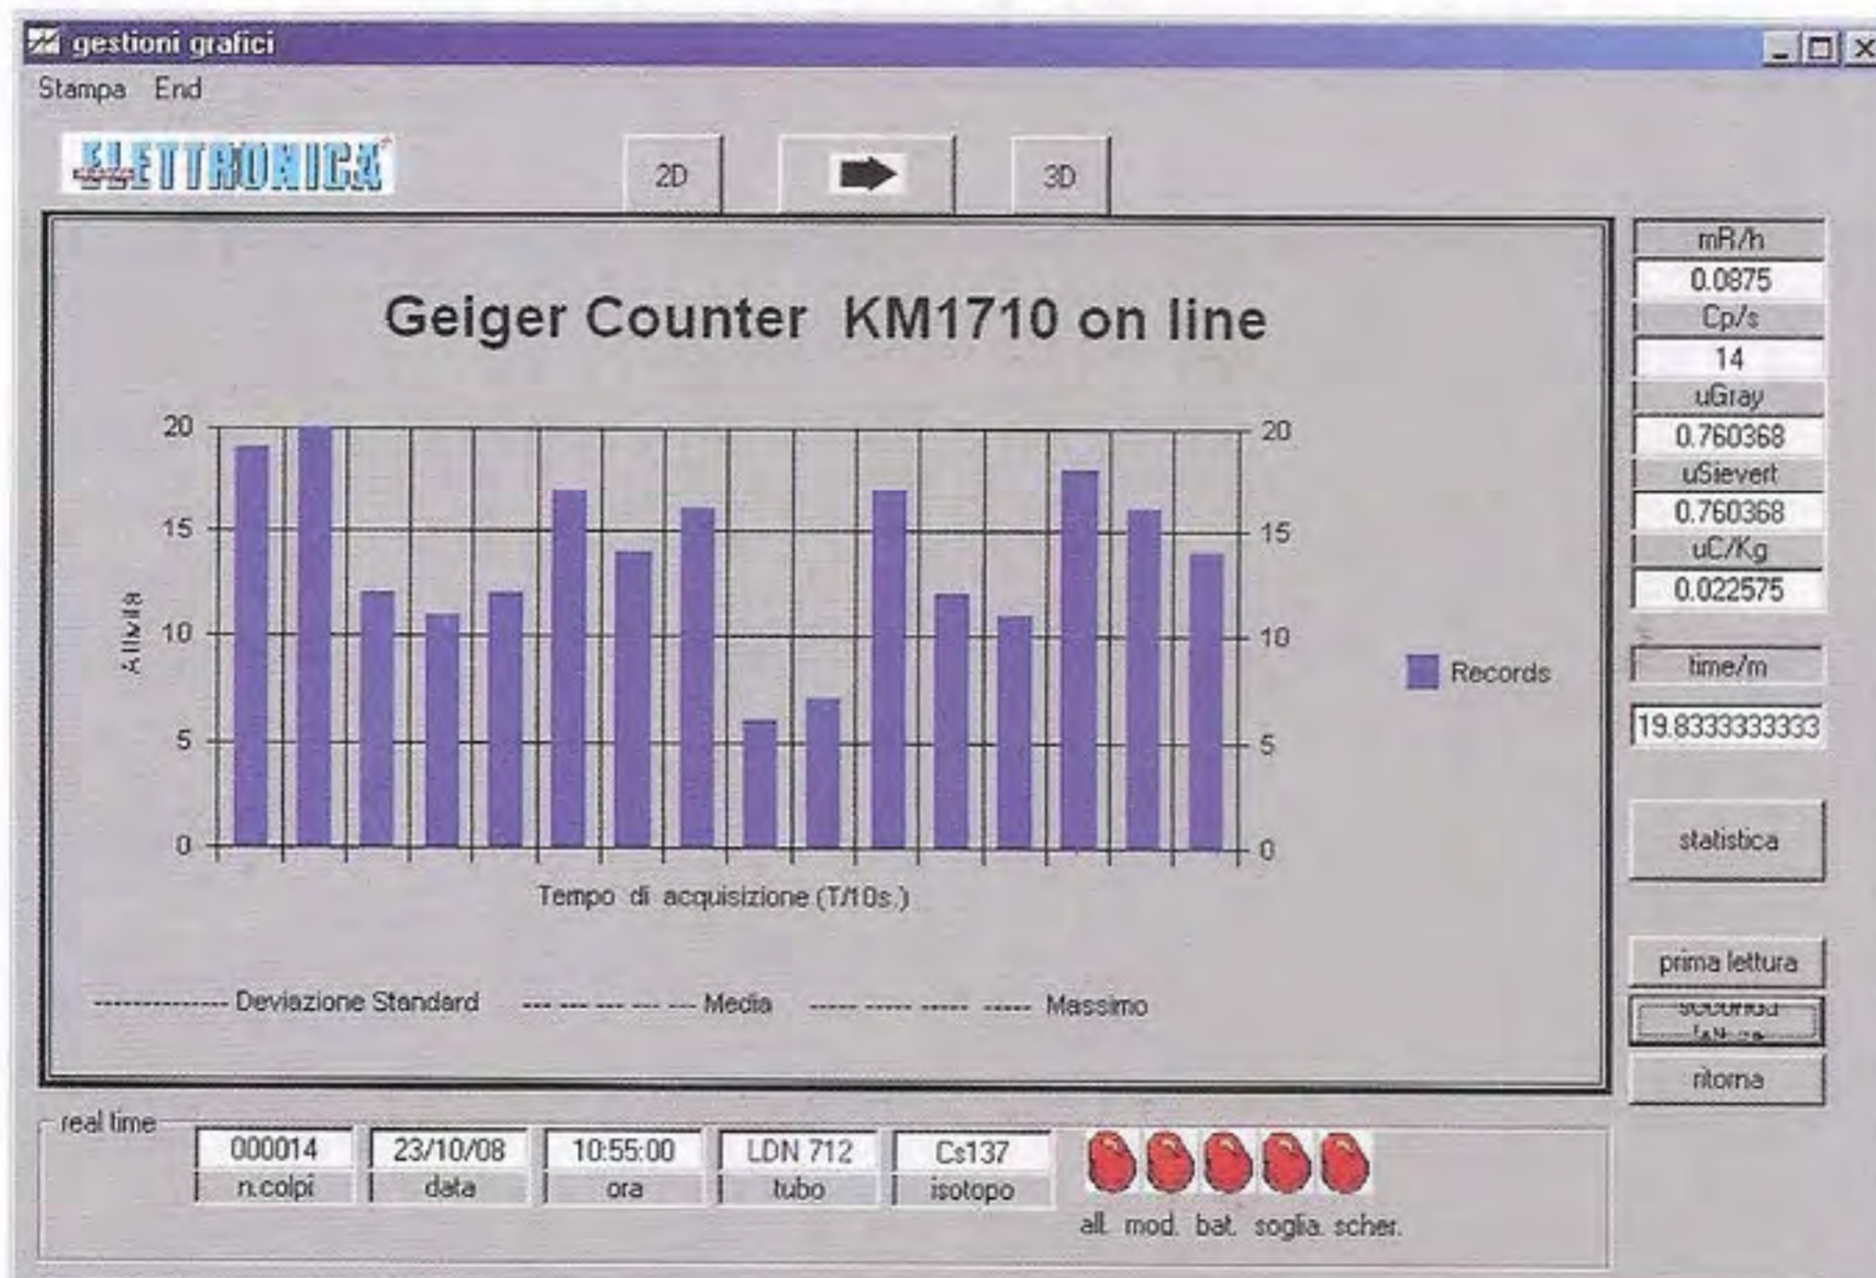 gestioni grafici
Stampa End
ELETTRONICA
2D
3D
Geiger Counter KM1710 on line
20
15
10
5
0
Attivita
20
15
10
5
0
Records
Tempo di acquisizione (T/10s.)
Deviazione Standard
Media
Massimo
mR/h
0.0875
Cp/s
14
uGray
0.760368
uSievert
0.760368
uC/Kg
0.022575
time/m
19.8333333333
statistica
prima lettura
ritorna
real time
000014 23/10/08 10:55:00 LDN 712 Cs137
n.colpi data ora tubo isotopo
all. mod. bat. soglia. scher.